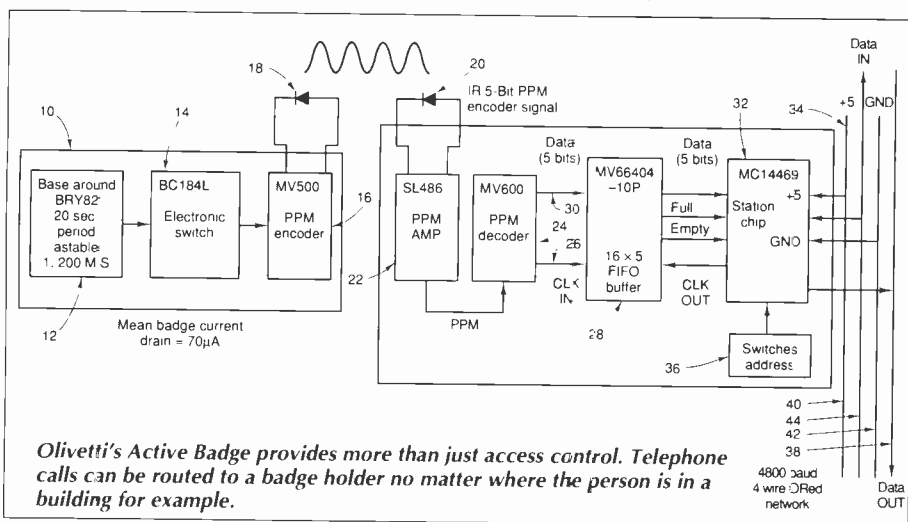 Data
IN
18
20
IR 5-Bit PPM
encoder signal
+5
GND
34
10
14
32
Base around
BRY82
20 sec
period
astable
1. 200 M S
BC184L
Electronic
switch
MV500
PPM
encoder
16
12
Mean badge current
drain = 70µA
SL486
PPM
AMP
22
MV600
PPM
decoder
PPM
Data
(5 bits)
30
24
26
CLK
IN
MV66404
-10P
16 × 5
FIFO
buffer
28
Data
(5 bits)
Full
Empty
CLK
OUT
MC14469
+5
Station
chip
GND
36
Switches
address
40
44
42
38
4800 baud
4 wire ORed
network
Data
OUT
Olivetti's Active Badge provides more than just access control. Telephone
calls can be routed to a badge holder no matter where the person is in a
building for example.